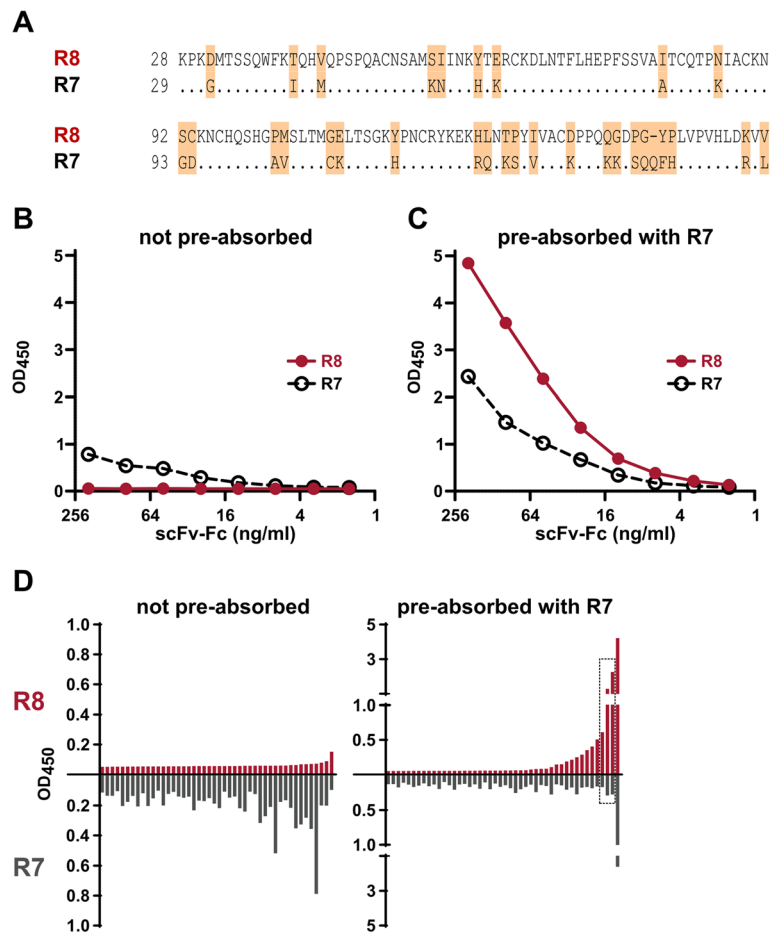 A
R8 28 KPKDMTSSQWFKTQHVQPSPQACNSAMSIINKYTERCKDLNTFLHEPFSSVAITCQTPNIACKN
R7 29 ...G........I..M...........KN...H.K.................A.....K.....
R8 92 SCKNCHQSHGPMSLTMGELTSGKYPNCRYKEKHLNTPYIVACDPPQQGDPG-YPLVPVHLDKVV
R7 93 GD........AV....CK.....H........RQ.KS.V...K...KK.SQQFH.......R.L
B
not pre-absorbed
5
4
3
2
1
0
OD450
R8
R7
256 64 16 4 1
scFv-Fc (ng/ml)
C
pre-absorbed with R7
5
4
3
2
1
0
OD450
R8
R7
256 64 16 4 1
scFv-Fc (ng/ml)
D
not pre-absorbed
R8
R7
OD450
1.0
0.8
0.6
0.4
0.2
0.2
0.4
0.6
0.8
1.0
pre-absorbed with R7
5
3
1.0
0.5
0.5
1.0
3
5